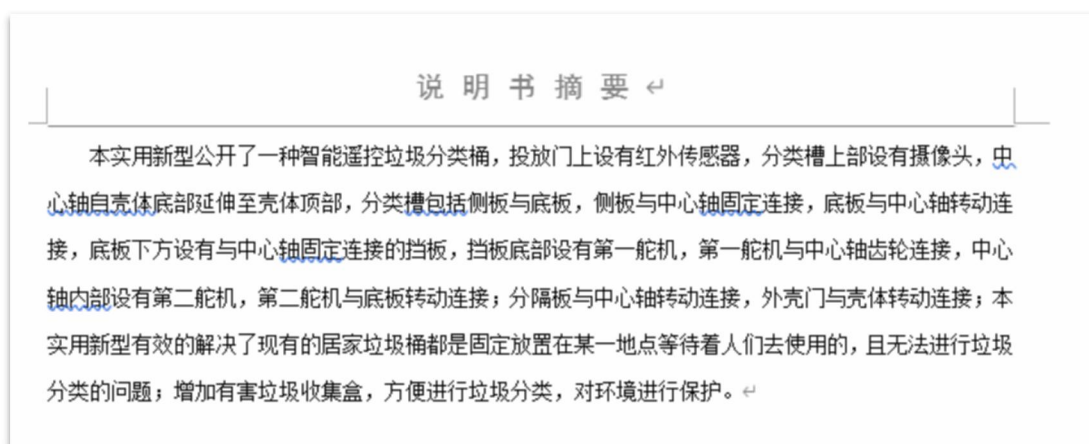 说 明 书 摘 要
本实用新型公开了一种智能遥控垃圾分类桶，投放门上设有红外传感器，分类槽上部设有摄像头，中
心轴自壳体底部延伸至壳体顶部，分类槽包括侧板与底板，侧板与中心轴固定连接，底板与中心轴转动连
接，底板下方设有与中心轴固定连接的挡板，挡板底部设有第一舵机，第一舵机与中心轴齿轮连接，中心
轴内部设有第二舵机，第二舵机与底板转动连接；分隔板与中心轴转动连接，外壳门与壳体转动连接；本
实用新型有效的解决了现有的居家垃圾桶都是固定放置在某一地点等待着人们去使用的，且无法进行垃圾
分类的问题；增加有害垃圾收集盒，方便进行垃圾分类，对环境进行保护。